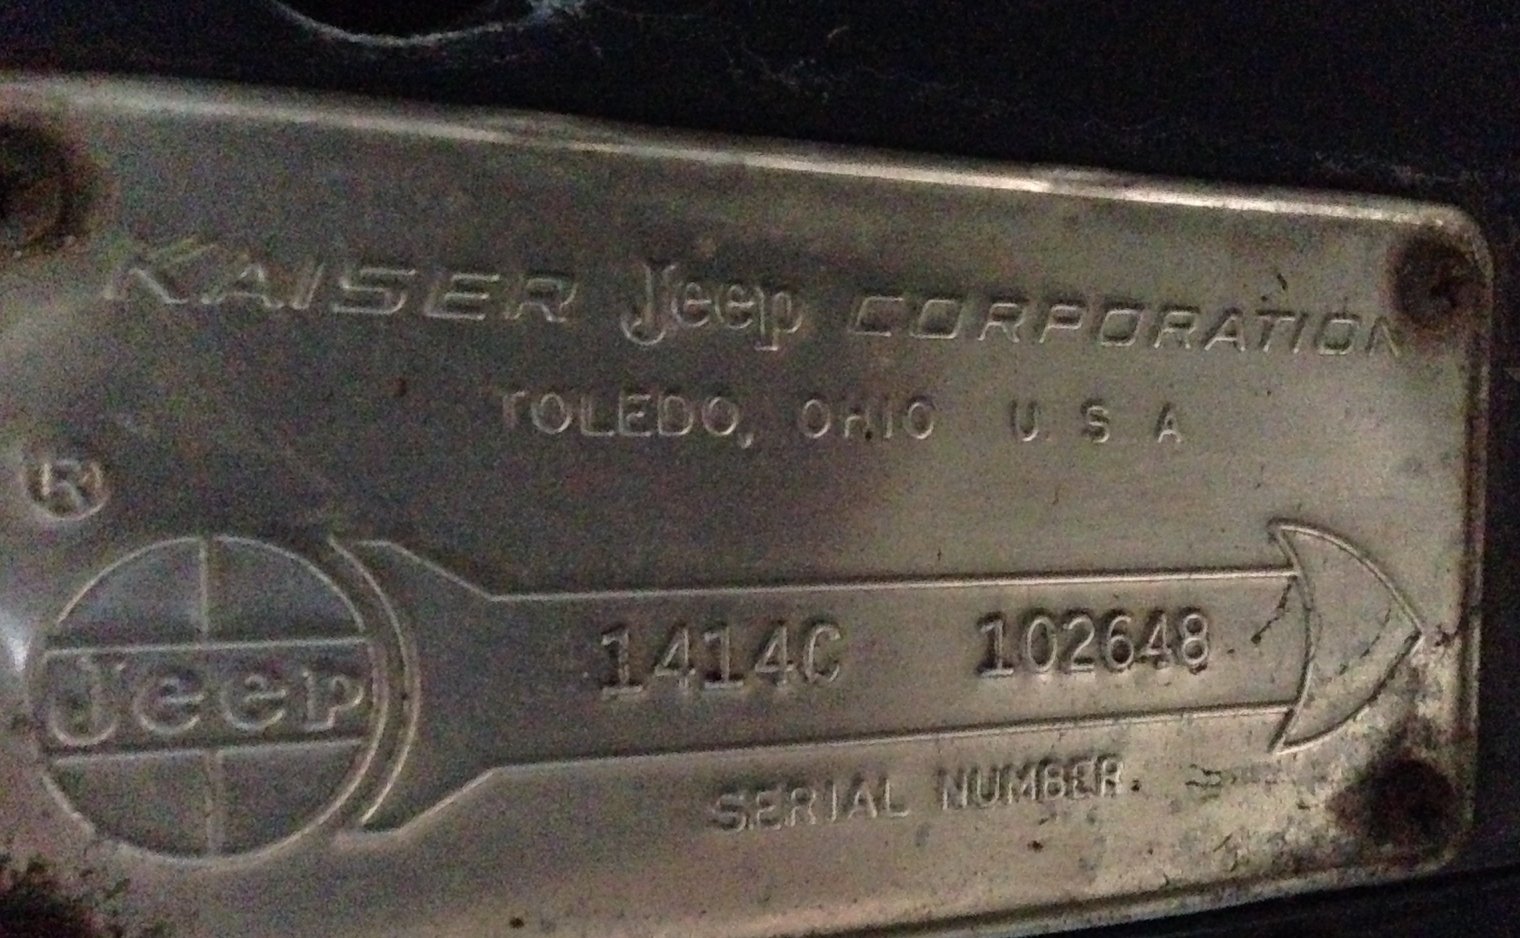 KAISER Jeep CORPORATION
TOLEDO, OHIO U S A
®
Jeep
1414C 102648
SERIAL NUMBER